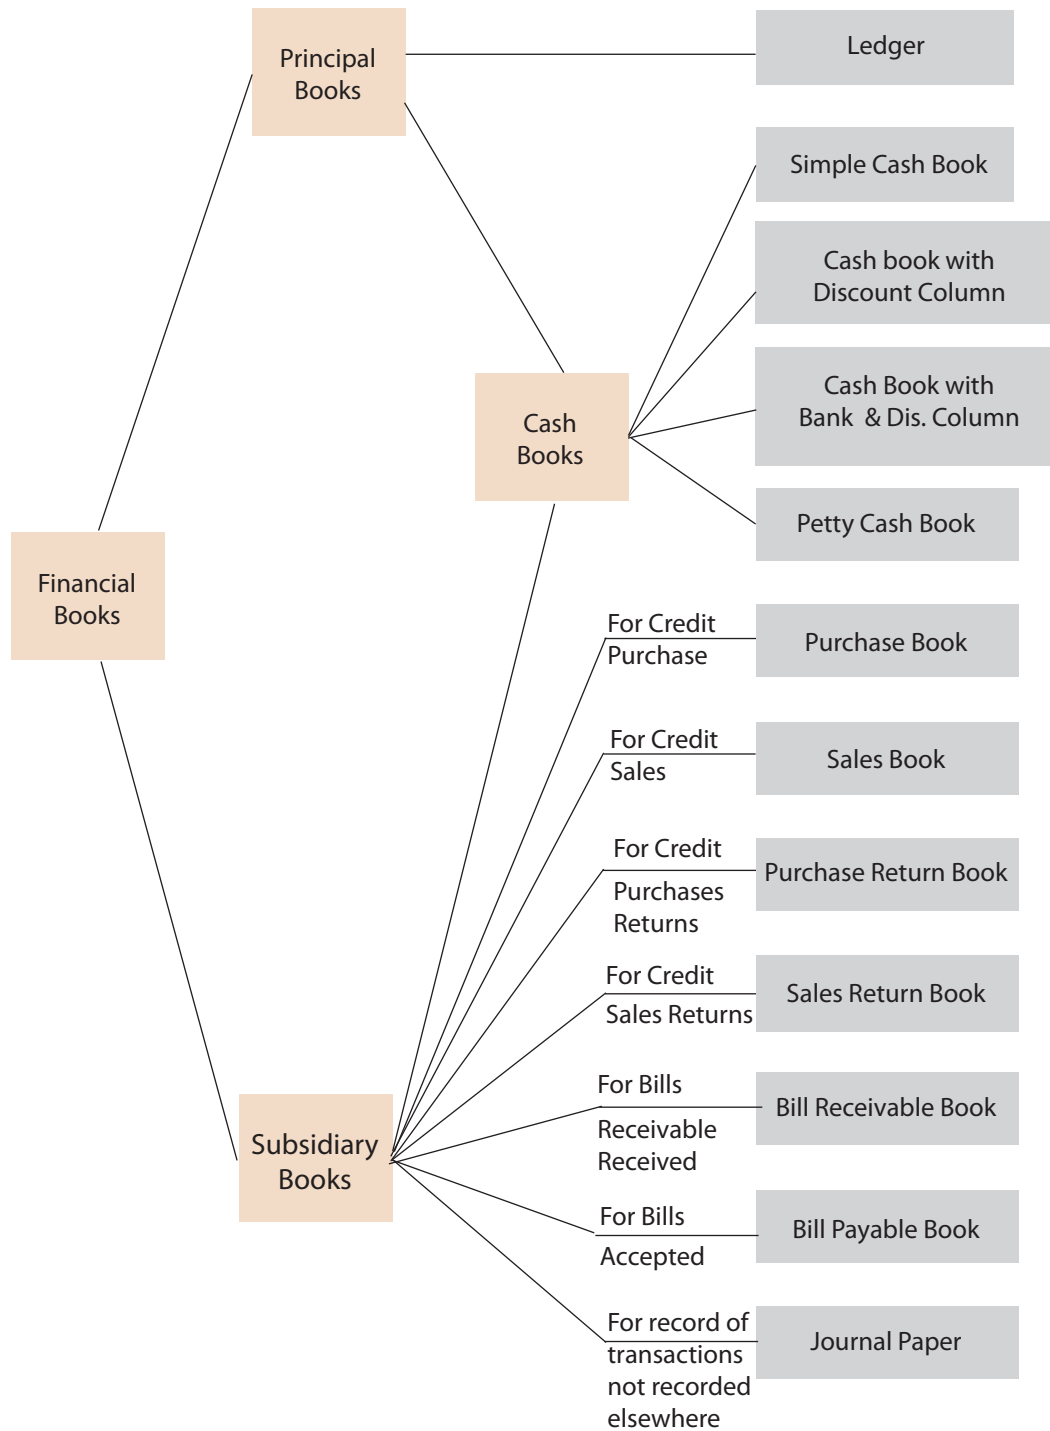 Principal
Books
Ledger
Simple Cash Book
Cash book with
Discount Column
Cash Book with
Bank & Dis. Column
Cash
Books
Petty Cash Book
Financial
Books
For Credit
Purchase
Purchase Book
For Credit
Sales
Sales Book
For Credit
Purchases
Returns
Purchase Return Book
For Credit
Sales Returns
Sales Return Book
Subsidiary
Books
For Bills
Receivable
Received
Bill Receivable Book
For Bills
Accepted
Bill Payable Book
For record of
transactions
not recorded
elsewhere
Journal Paper